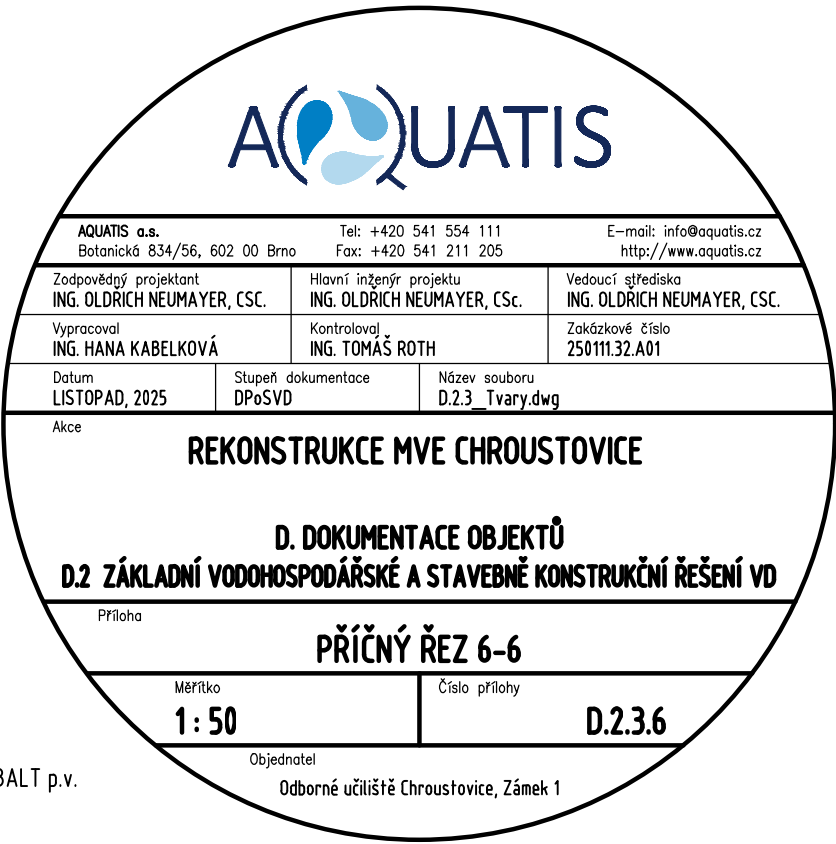 AQUATIS
AQUATIS a.s. Tel: +420 541 554 111 E-mail: info@aquatis.cz
Botanická 834/56, 602 00 Brno Fax: +420 541 211 205 http://www.aquatis.cz
Zodpovědný projektant Hlavní inženýr projektu Vedoucí střediska
ING. OLDŘICH NEUMAYER, CSC. ING. OLDŘICH NEUMAYER, CSc. ING. OLDŘICH NEUMAYER, CSC.
Vypracoval Kontroloval Zakázkové číslo
ING. HANA KABELKOVÁ ING. TOMÁŠ ROTH 250111.32.A01
Datum Stupeň dokumentace Název souboru
LISTOPAD, 2025 DPoSVD D.2.3_Tvary.dwg
Akce
REKONSTRUKCE MVE CHROUSTOVICE
D. DOKUMENTACE OBJEKTŮ
D.2 ZÁKLADNÍ VODOHOSPODÁŘSKÉ A STAVEBNĚ KONSTRUKČNÍ ŘEŠENÍ VD
Příloha
PŘÍČNÝ ŘEZ 6-6
Měřítko Číslo přílohy
1 : 50 D.2.3.6
Objednatel
Odborné učiliště Chroustovice, Zámek 1
BALT p.v.